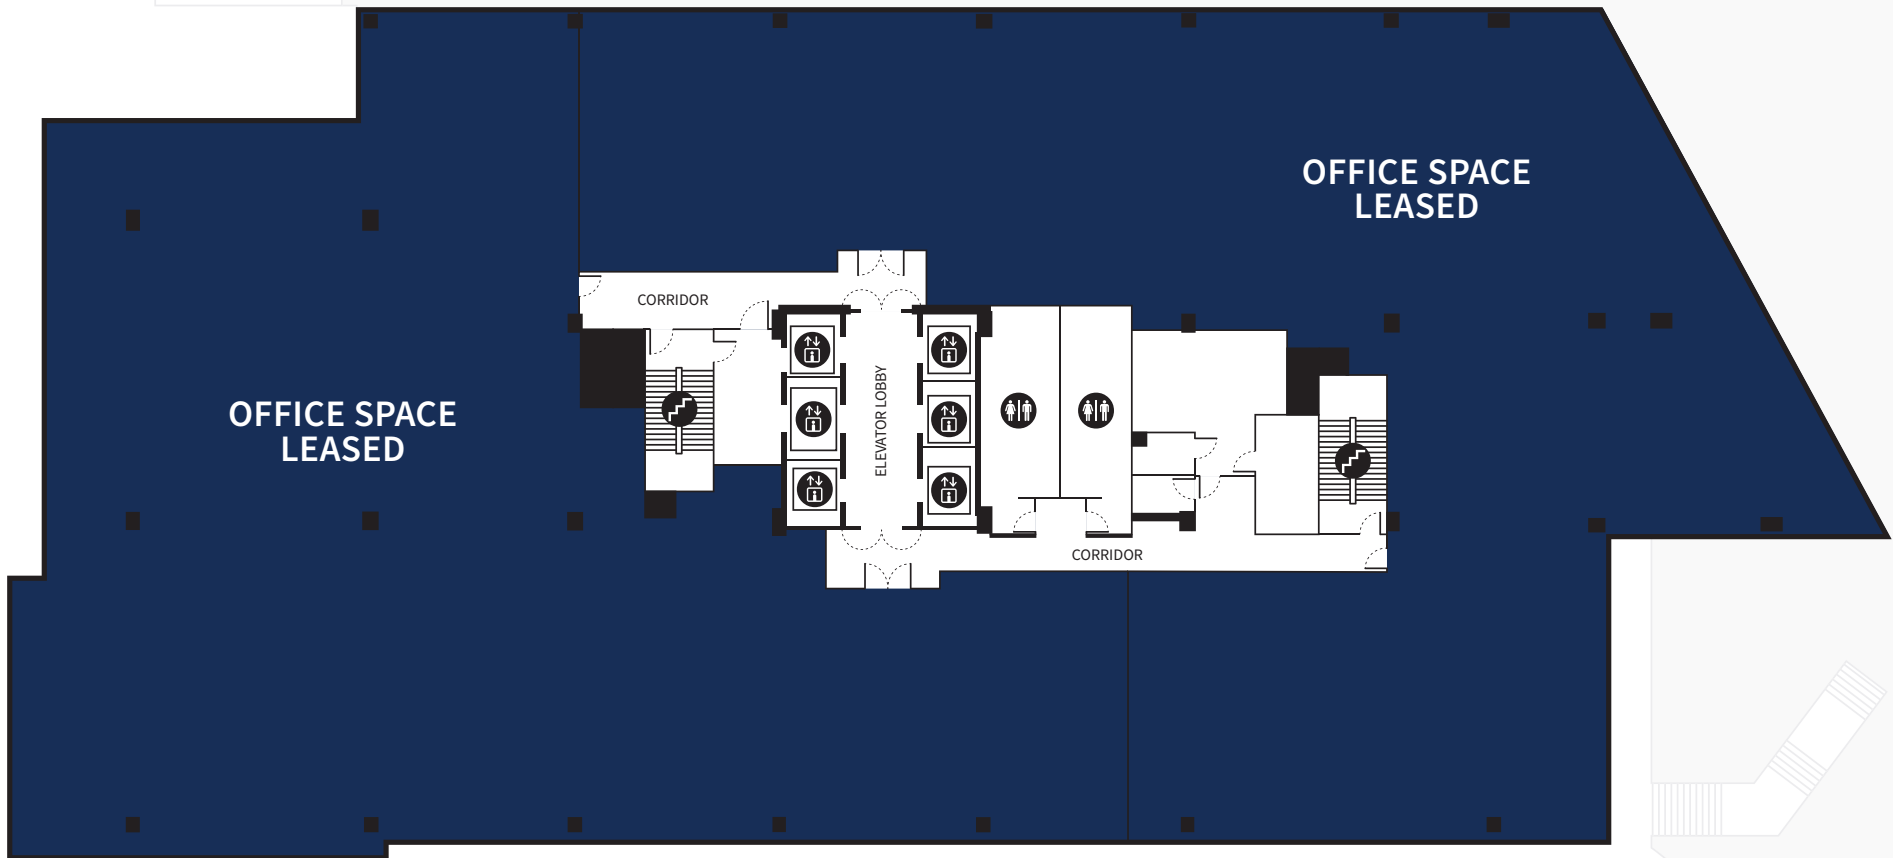 OFFICE SPACE
LEASED
CORRIDOR
ELEVATOR LOBBY
OFFICE SPACE
LEASED
CORRIDOR